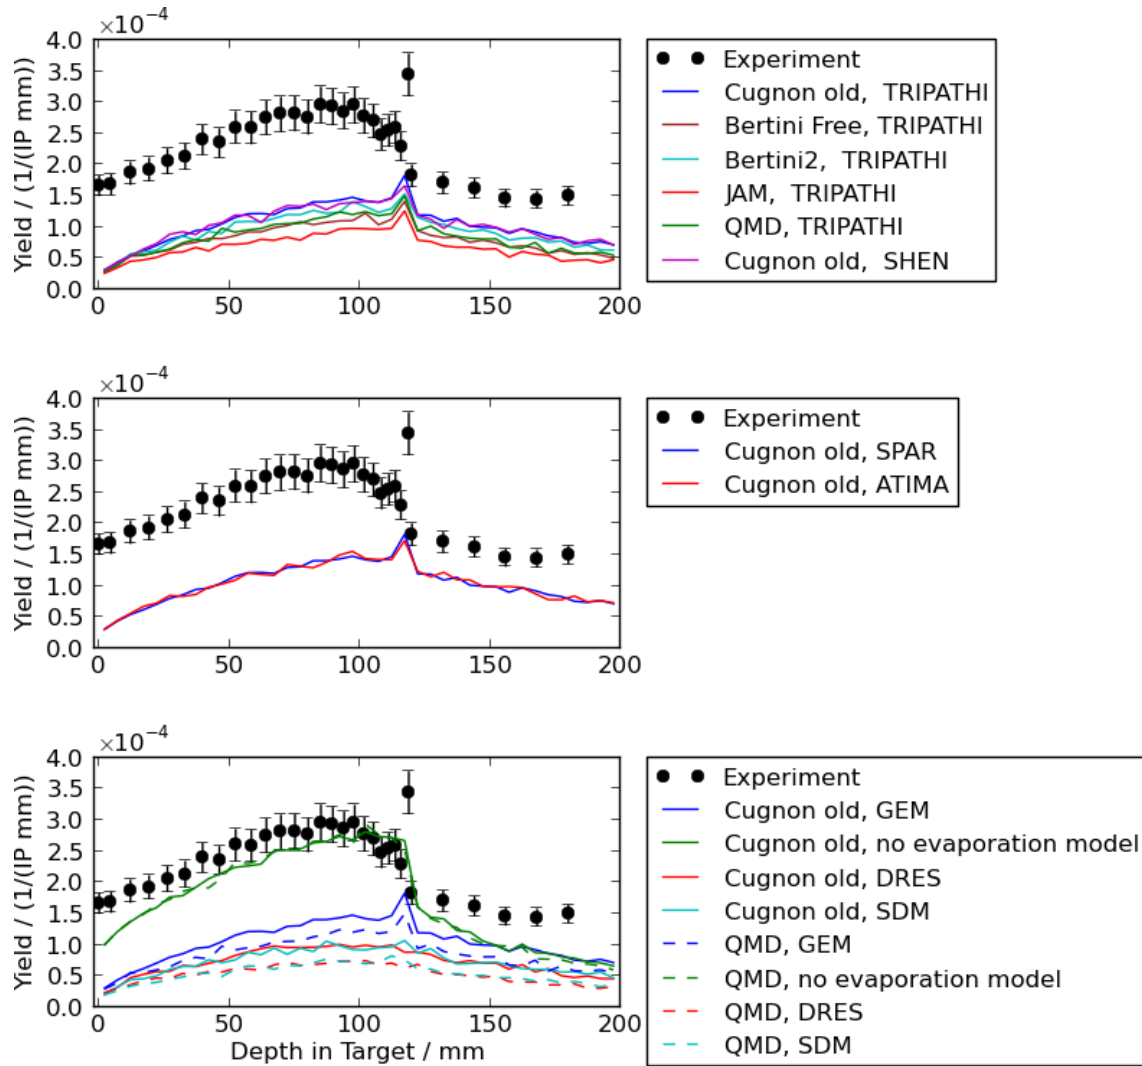 ×10⁻⁴
4.0
3.5
3.0
2.5
2.0
1.5
1.0
0.5
0.0
0 50 100 150 200
Yield / (1/(IP mm))
Experiment
Cugnon old,  TRIPATHI
Bertini Free, TRIPATHI
Bertini2,  TRIPATHI
JAM,  TRIPATHI
QMD, TRIPATHI
Cugnon old,  SHEN
×10⁻⁴
4.0
3.5
3.0
2.5
2.0
1.5
1.0
0.5
0.0
0 50 100 150 200
Yield / (1/(IP mm))
Experiment
Cugnon old, SPAR
Cugnon old, ATIMA
×10⁻⁴
4.0
3.5
3.0
2.5
2.0
1.5
1.0
0.5
0.0
0 50 100 150 200
Yield / (1/(IP mm))
Depth in Target / mm
Experiment
Cugnon old, GEM
Cugnon old, no evaporation model
Cugnon old, DRES
Cugnon old, SDM
QMD, GEM
QMD, no evaporation model
QMD, DRES
QMD, SDM